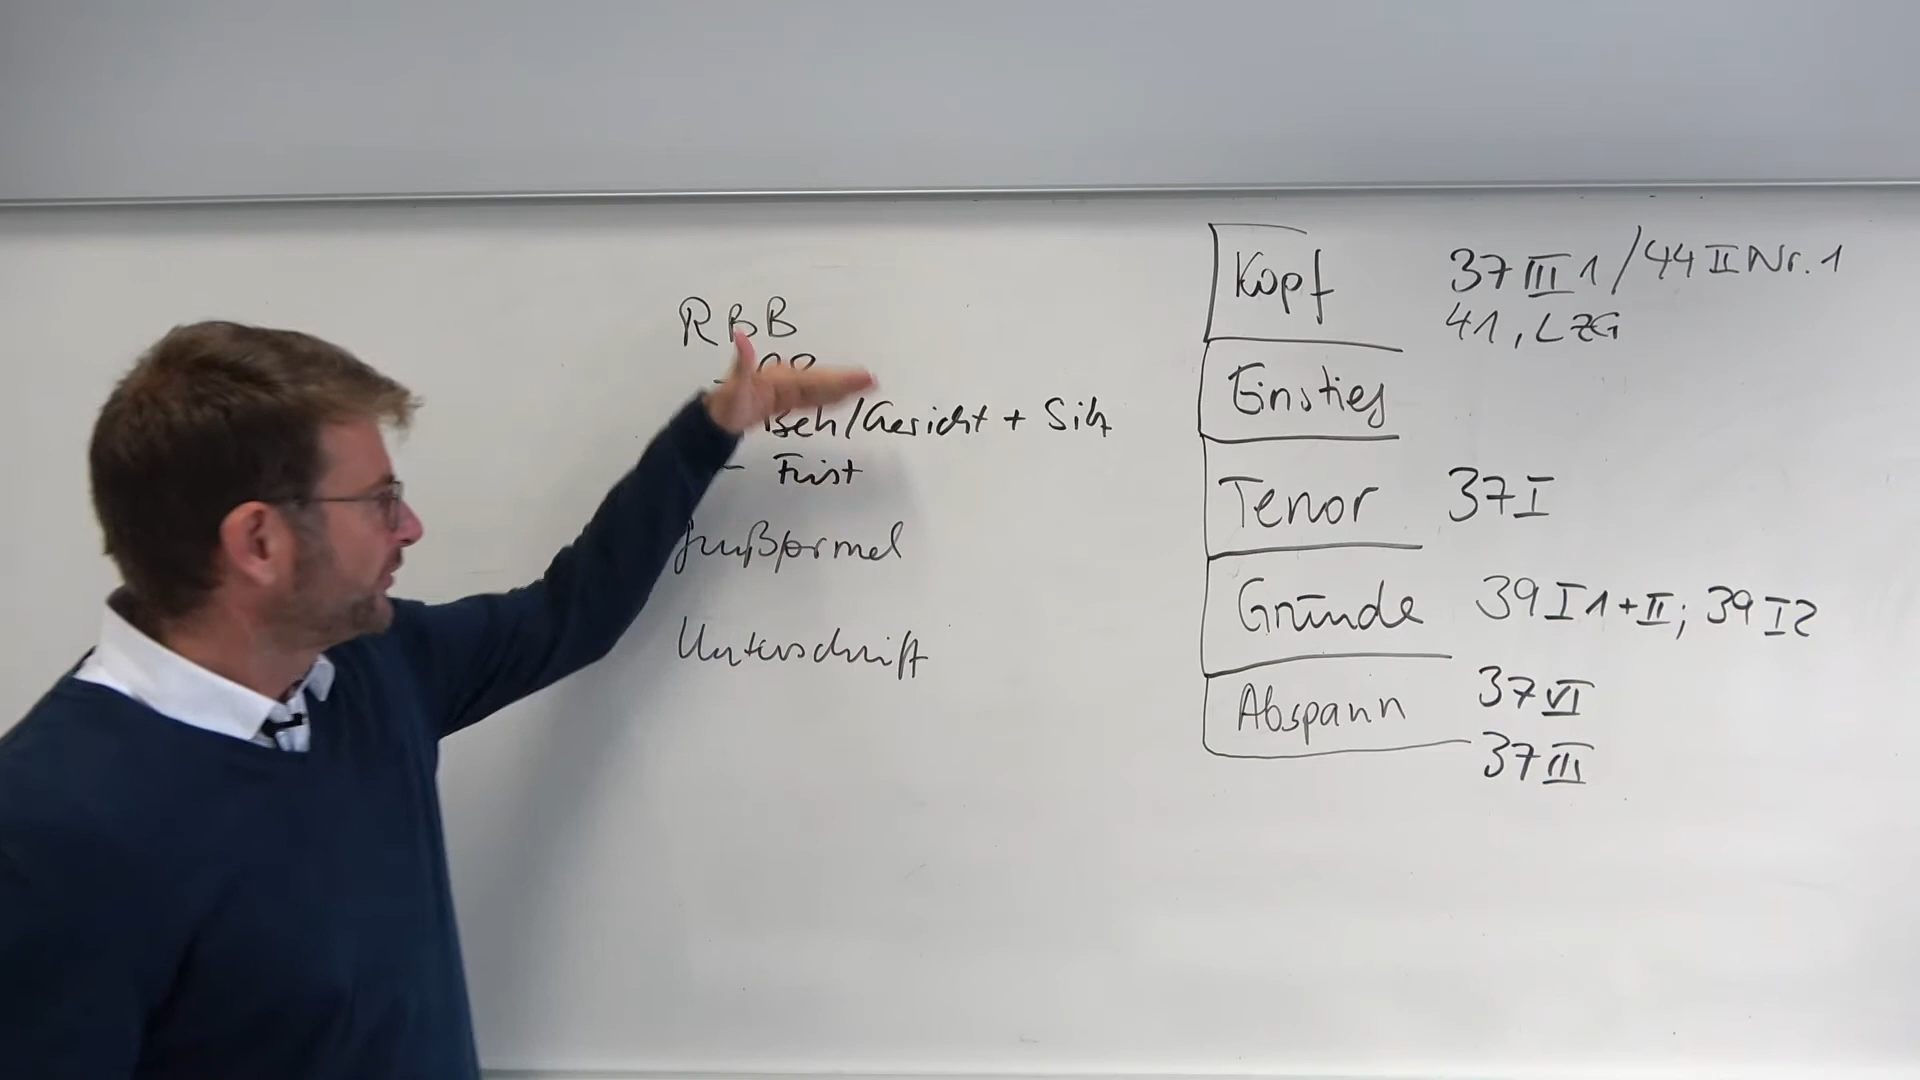 RBB
Beh/Gericht + Sitz
- Frist
Grußformel
Unterschrift
Kopf 37 III 1 / 44 II Nr. 1
41, LZG
Einstieg
Tenor 37 I
Gründe 39 I 1 + II; 39 I 2
Abspann 37 VI
37 III